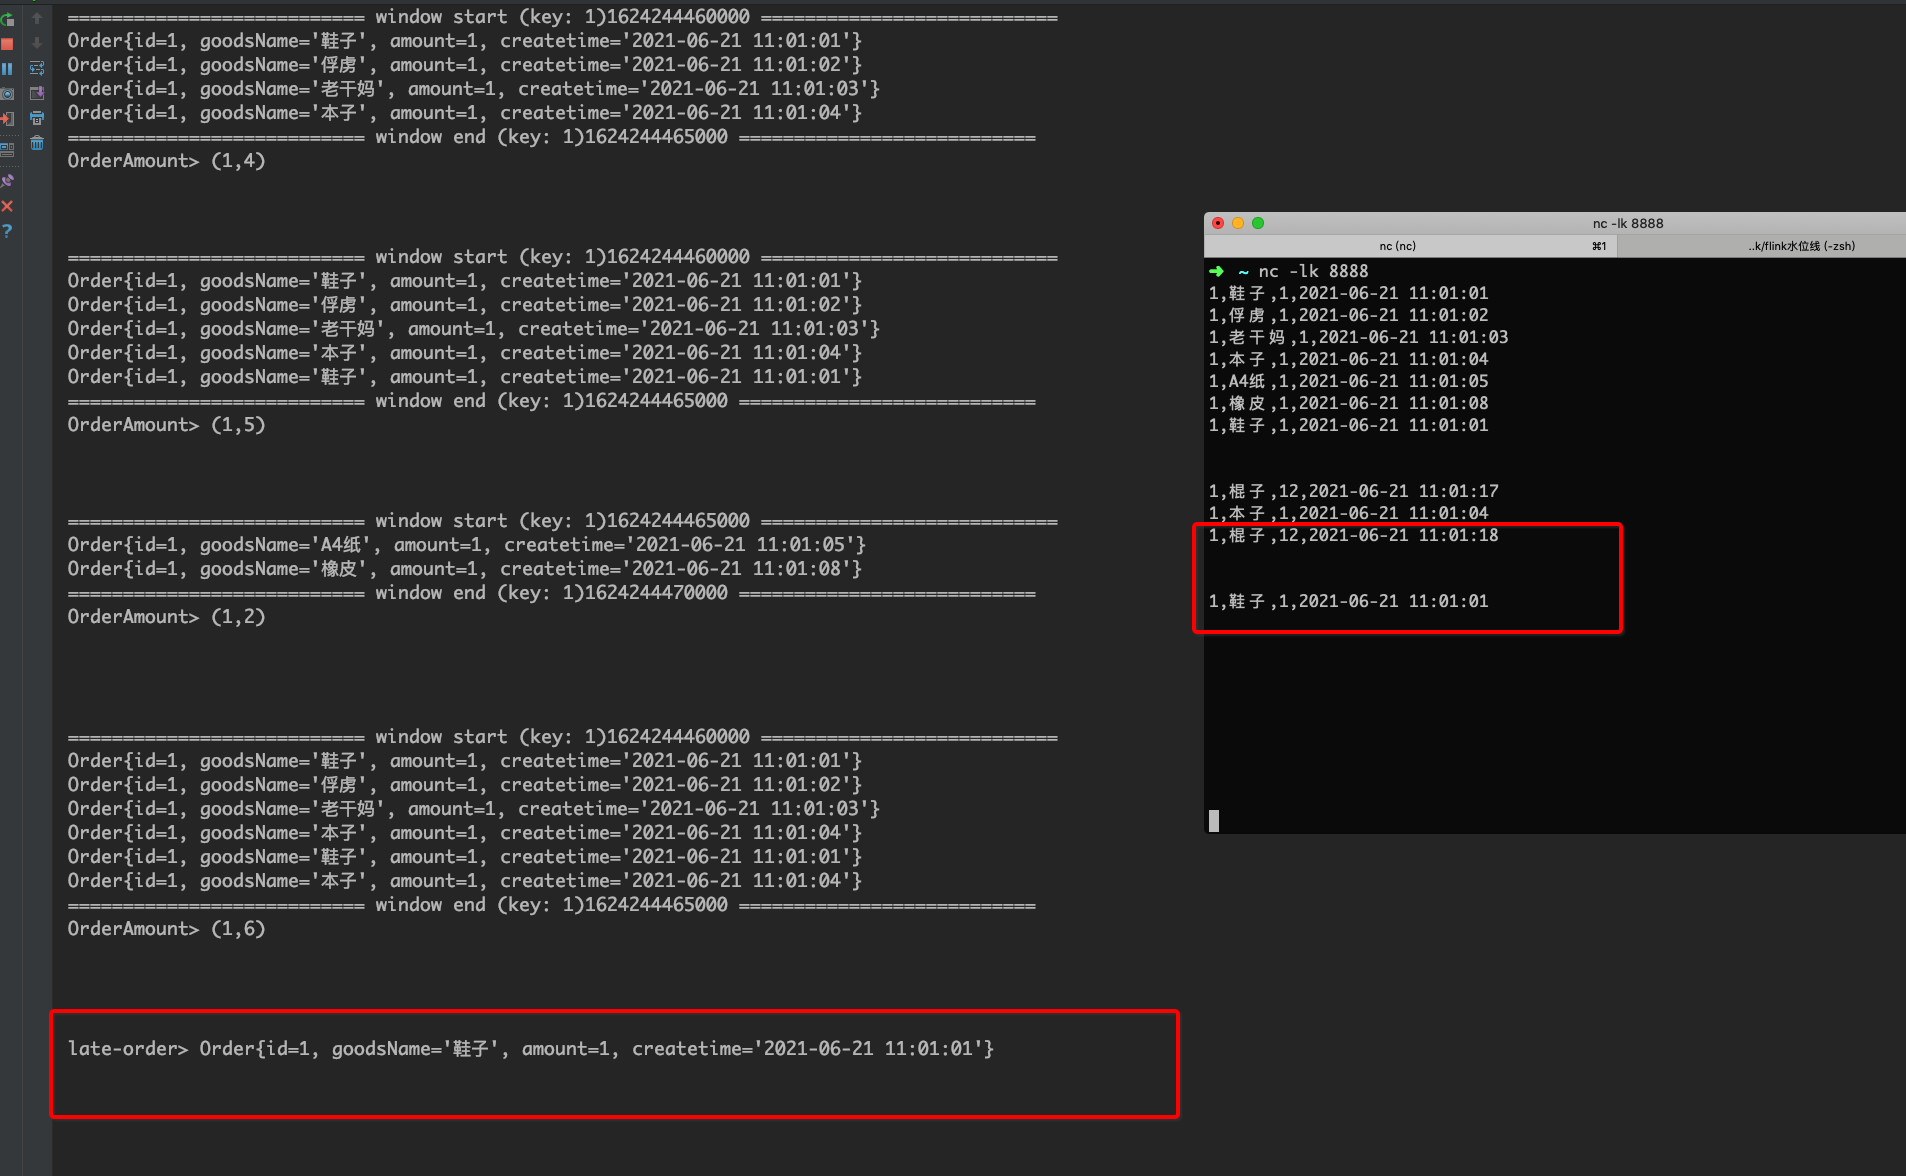 =========================== window start (key: 1)1624244460000 ===========================
Order{id=1, goodsName='鞋子', amount=1, createtime='2021-06-21 11:01:01'}
Order{id=1, goodsName='俘虏', amount=1, createtime='2021-06-21 11:01:02'}
Order{id=1, goodsName='老干妈', amount=1, createtime='2021-06-21 11:01:03'}
Order{id=1, goodsName='本子', amount=1, createtime='2021-06-21 11:01:04'}
=========================== window end (key: 1)1624244465000 ===========================
OrderAmount> (1,4)
=========================== window start (key: 1)1624244460000 ===========================
Order{id=1, goodsName='鞋子', amount=1, createtime='2021-06-21 11:01:01'}
Order{id=1, goodsName='俘虏', amount=1, createtime='2021-06-21 11:01:02'}
Order{id=1, goodsName='老干妈', amount=1, createtime='2021-06-21 11:01:03'}
Order{id=1, goodsName='本子', amount=1, createtime='2021-06-21 11:01:04'}
Order{id=1, goodsName='鞋子', amount=1, createtime='2021-06-21 11:01:01'}
=========================== window end (key: 1)1624244465000 ===========================
OrderAmount> (1,5)
=========================== window start (key: 1)1624244465000 ===========================
Order{id=1, goodsName='A4纸', amount=1, createtime='2021-06-21 11:01:05'}
Order{id=1, goodsName='橡皮', amount=1, createtime='2021-06-21 11:01:08'}
=========================== window end (key: 1)1624244470000 ===========================
OrderAmount> (1,2)
=========================== window start (key: 1)1624244460000 ===========================
Order{id=1, goodsName='鞋子', amount=1, createtime='2021-06-21 11:01:01'}
Order{id=1, goodsName='俘虏', amount=1, createtime='2021-06-21 11:01:02'}
Order{id=1, goodsName='老干妈', amount=1, createtime='2021-06-21 11:01:03'}
Order{id=1, goodsName='本子', amount=1, createtime='2021-06-21 11:01:04'}
Order{id=1, goodsName='鞋子', amount=1, createtime='2021-06-21 11:01:01'}
Order{id=1, goodsName='本子', amount=1, createtime='2021-06-21 11:01:04'}
=========================== window end (key: 1)1624244465000 ===========================
OrderAmount> (1,6)
late-order> Order{id=1, goodsName='鞋子', amount=1, createtime='2021-06-21 11:01:01'}
nc -lk 8888
nc (nc) ⌘1 ..k/flink水位线 (-zsh)
➜ ~ nc -lk 8888
1,鞋子,1,2021-06-21 11:01:01
1,俘虏,1,2021-06-21 11:01:02
1,老干妈,1,2021-06-21 11:01:03
1,本子,1,2021-06-21 11:01:04
1,A4纸,1,2021-06-21 11:01:05
1,橡皮,1,2021-06-21 11:01:08
1,鞋子,1,2021-06-21 11:01:01
1,棍子,12,2021-06-21 11:01:17
1,本子,1,2021-06-21 11:01:04
1,棍子,12,2021-06-21 11:01:18
1,鞋子,1,2021-06-21 11:01:01